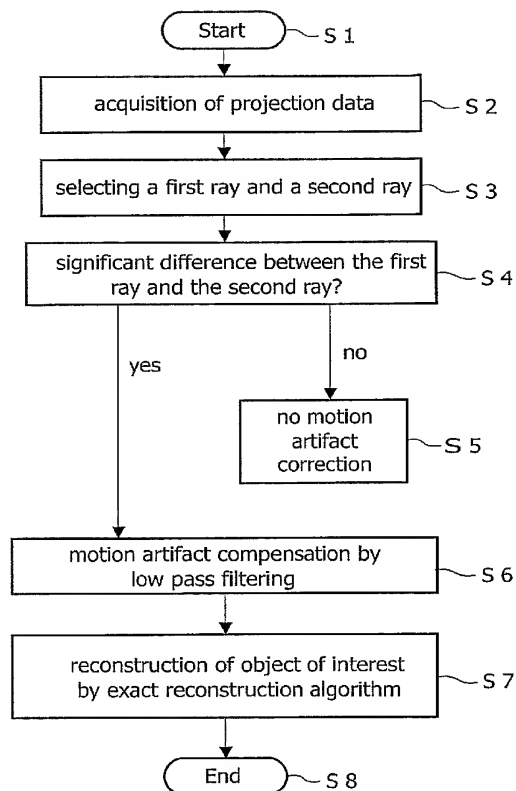 Start
S 1
acquisition of projection data
S 2
selecting a first ray and a second ray
S 3
significant difference between the first
ray and the second ray?
S 4
yes
no
no motion
artifact
correction
S 5
motion artifact compensation by
low pass filtering
S 6
reconstruction of object of interest
by exact reconstruction algorithm
S 7
End
S 8